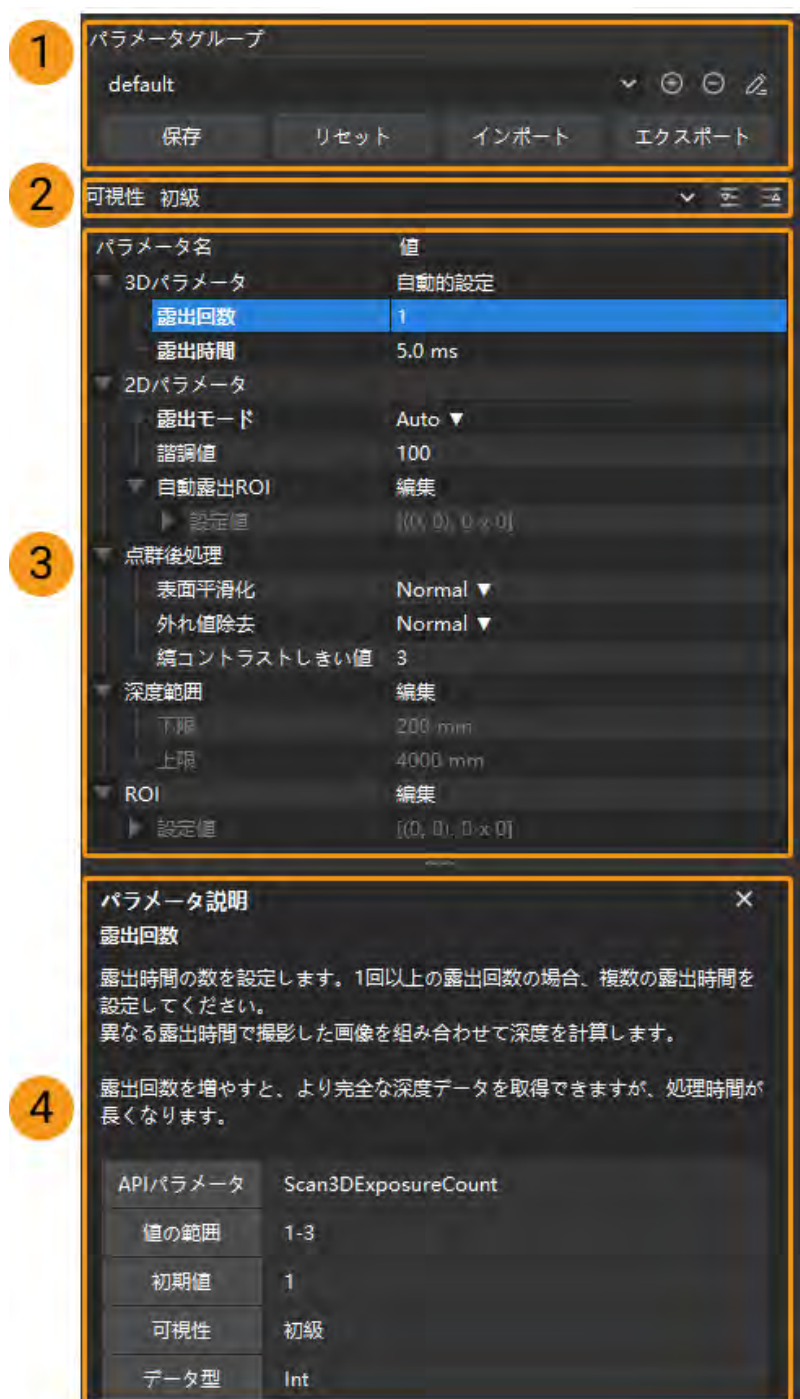 1
パラメータグループ
default
保存 リセット インポート エクスポート
2
可視性 初級
3
パラメータ名 値
3Dパラメータ 自動的設定
露出回数 1
露出時間 5.0 ms
2Dパラメータ
露出モード Auto ▼
諧調値 100
自動露出ROI 編集
設定値 [(0, 0), 0 x 0]
点群後処理
表面平滑化 Normal ▼
外れ値除去 Normal ▼
縞コントラストしきい値 3
深度範囲 編集
下限 200 mm
上限 4000 mm
ROI 編集
設定値 [(0, 0), 0 x 0]
4
パラメータ説明 ×
露出回数
露出時間の数を設定します。1回以上の露出回数の場合、複数の露出時間を
設定してください。
異なる露出時間で撮影した画像を組み合わせて深度を計算します。
露出回数を増やすと、より完全な深度データを取得できますが、処理時間が
長くなります。
APIパラメータ Scan3DExposureCount
値の範囲 1-3
初期値 1
可視性 初級
データ型 Int